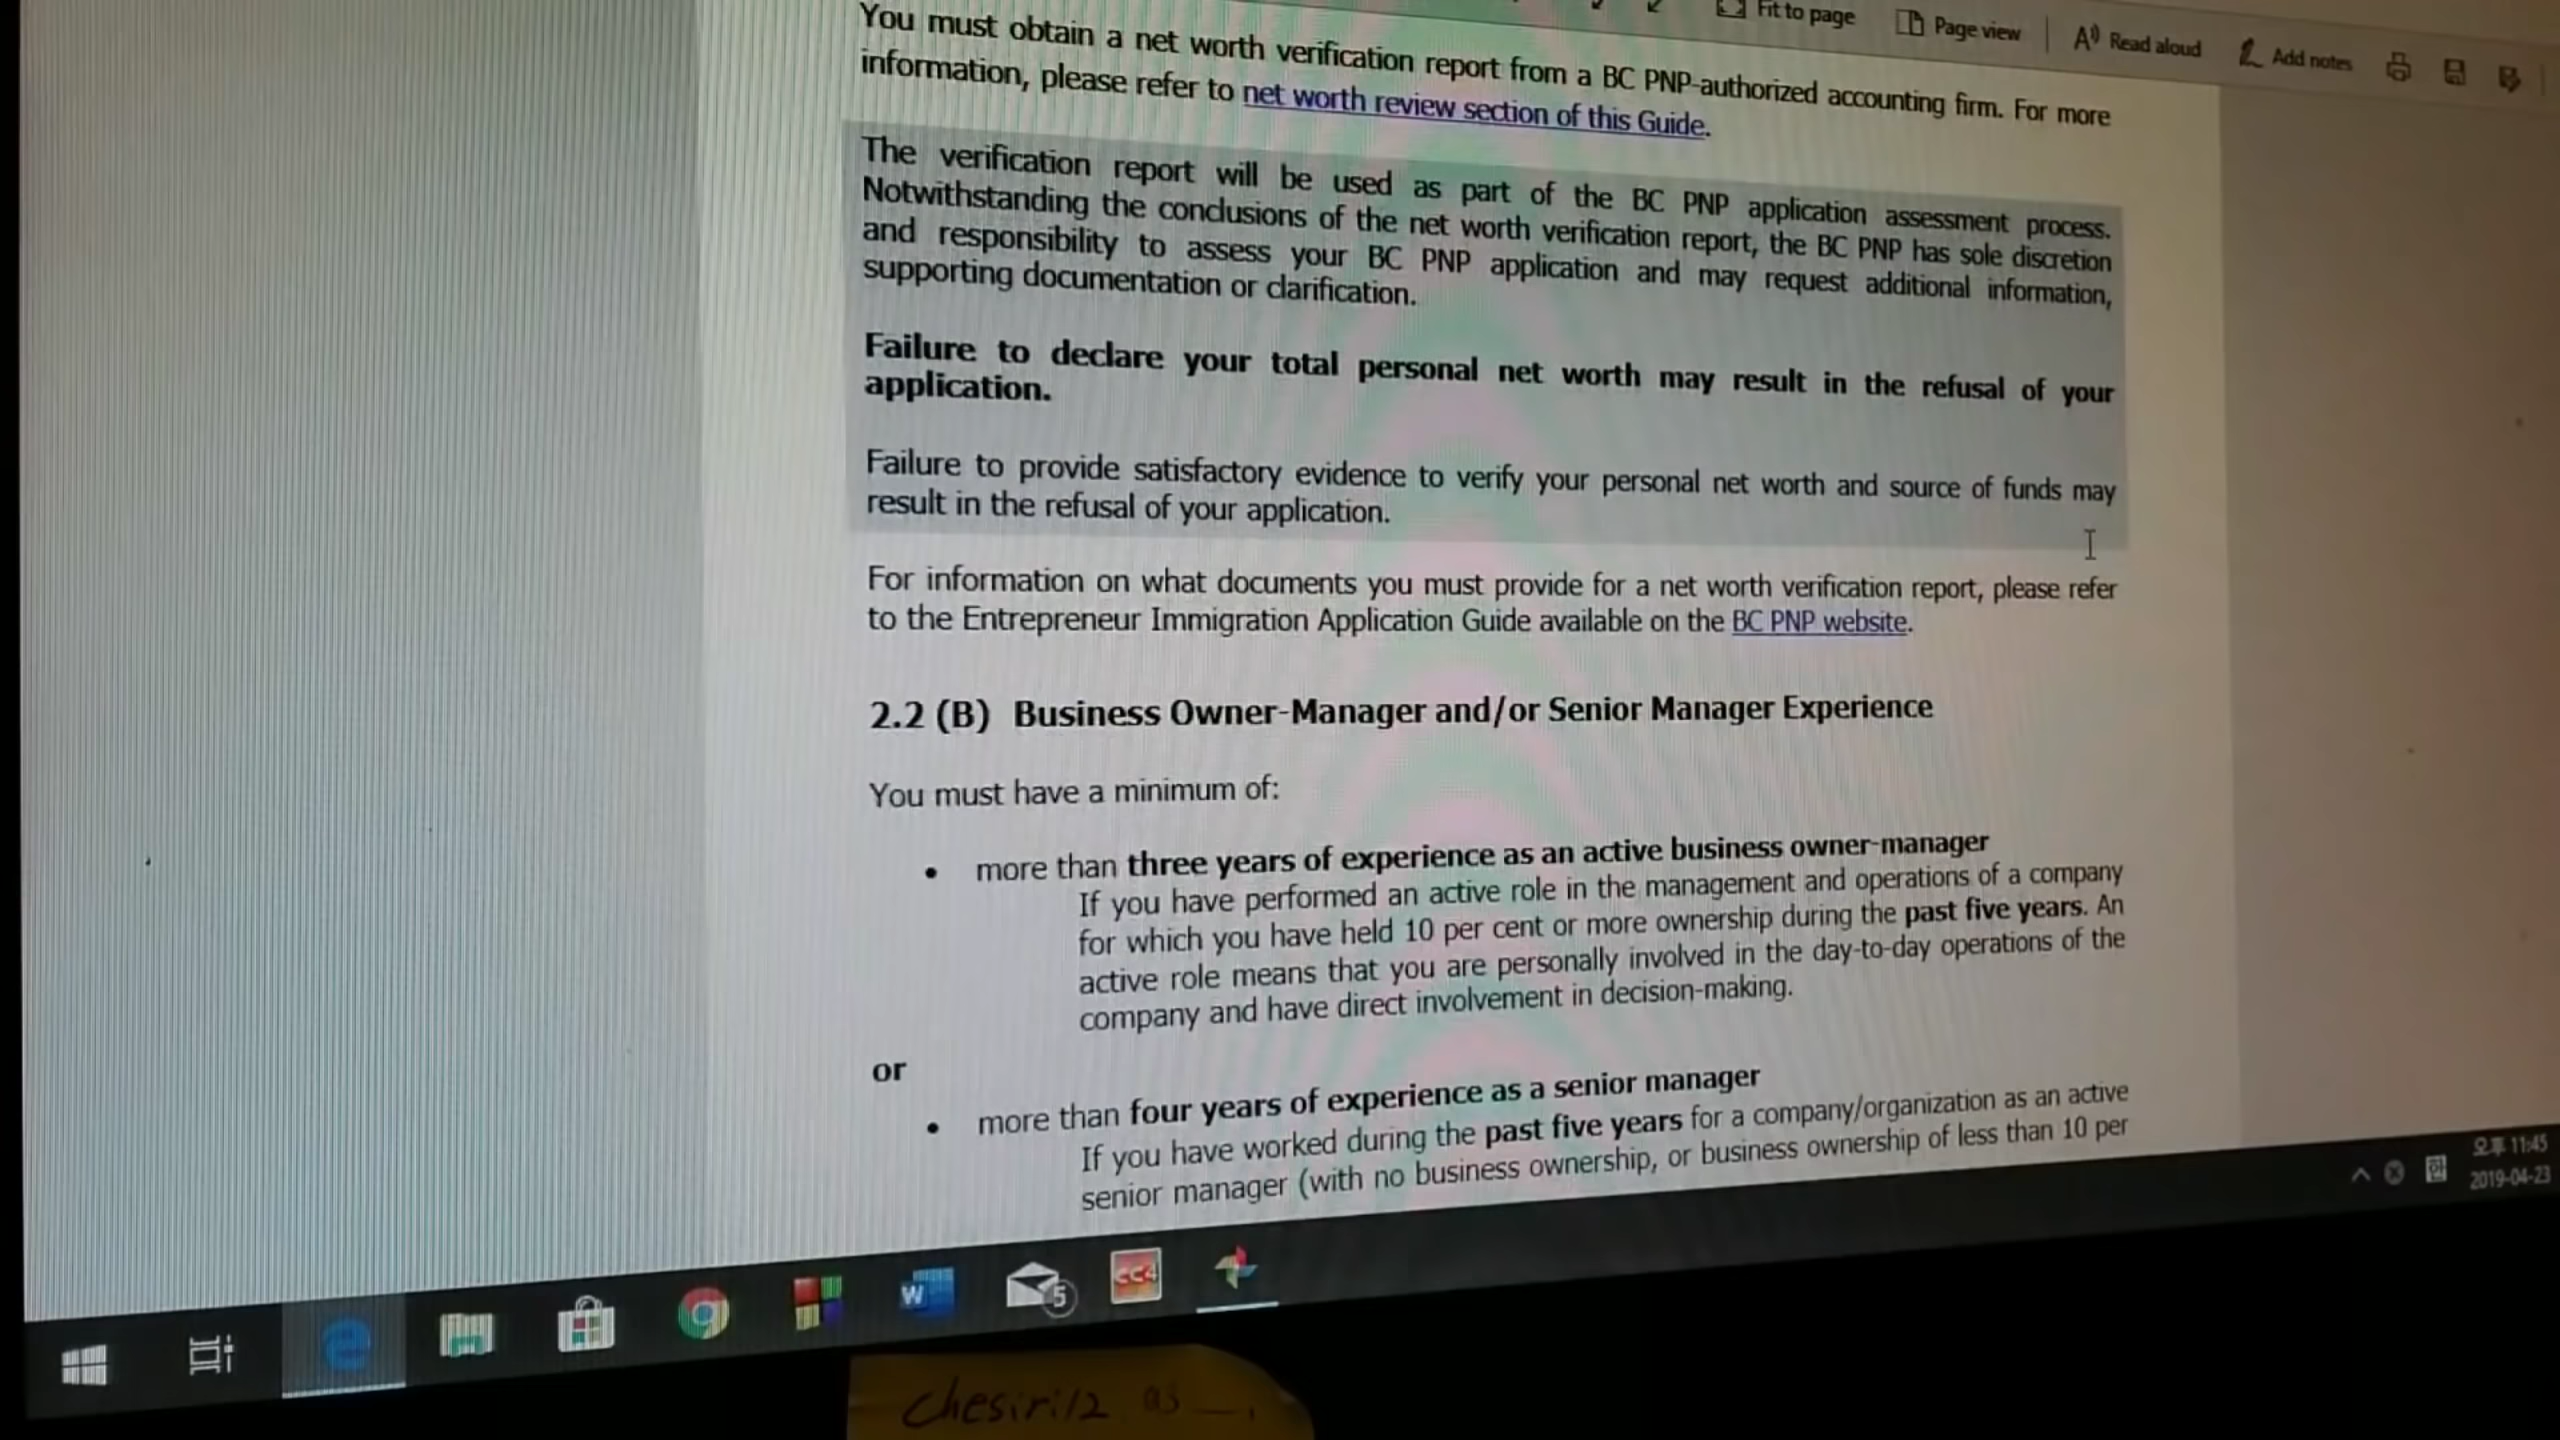 Fit to page
Page view
Read aloud
Add notes
You must obtain a net worth verification report from a BC PNP-authorized accounting firm. For more
information, please refer to net worth review section of this Guide.
The verification report will be used as part of the BC PNP application assessment process.
Notwithstanding the conclusions of the net worth verification report, the BC PNP has sole discretion
and responsibility to assess your BC PNP application and may request additional information,
supporting documentation or clarification.
Failure to declare your total personal net worth may result in the refusal of your
application.
Failure to provide satisfactory evidence to verify your personal net worth and source of funds may
result in the refusal of your application.
For information on what documents you must provide for a net worth verification report, please refer
to the Entrepreneur Immigration Application Guide available on the BC PNP website.
2.2 (B) Business Owner-Manager and/or Senior Manager Experience
You must have a minimum of:
• more than three years of experience as an active business owner-manager
If you have performed an active role in the management and operations of a company
for which you have held 10 per cent or more ownership during the past five years. An
active role means that you are personally involved in the day-to-day operations of the
company and have direct involvement in decision-making.
or
• more than four years of experience as a senior manager
If you have worked during the past five years for a company/organization as an active
senior manager (with no business ownership, or business ownership of less than 10 per
오후 11:45
2019-04-23
W
5
CC4
as